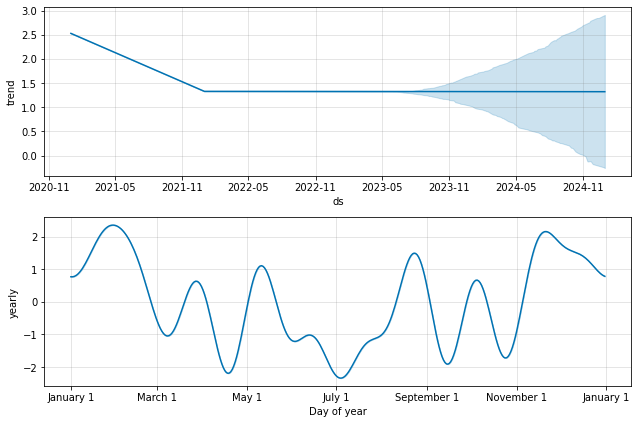 3.0
2.5
2.0
1.5
1.0
0.5
0.0
trend
2020-11 2021-05 2021-11 2022-05 2022-11 2023-05 2023-11 2024-05 2024-11
ds
2
1
0
−1
−2
yearly
January 1 March 1 May 1 July 1 September 1 November 1 January 1
Day of year